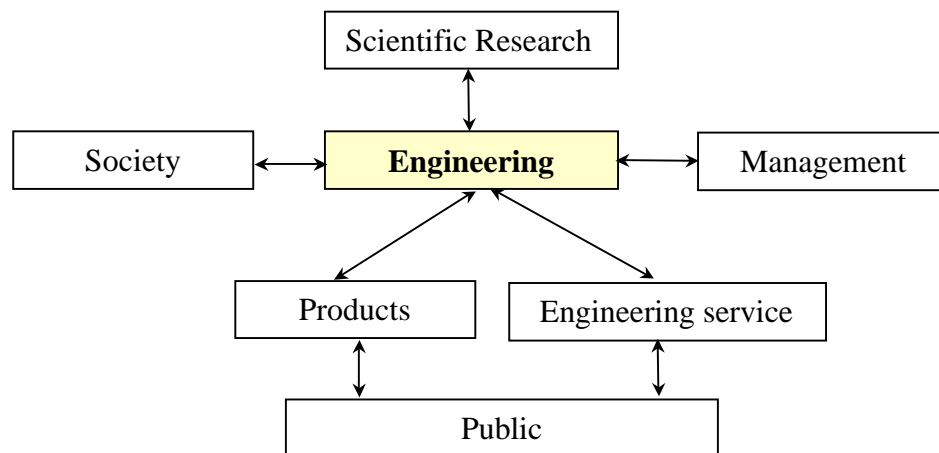 Scientific Research
Society
Engineering
Management
Products
Engineering service
Public